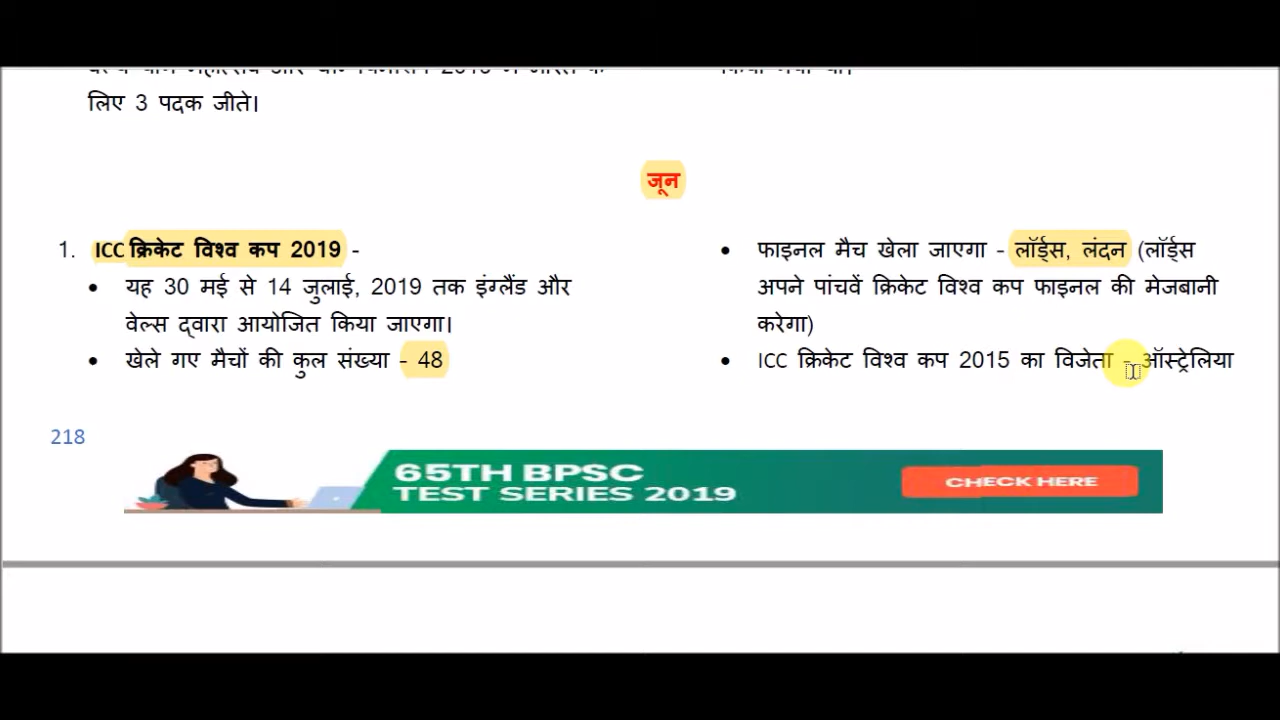 लिए 3 पदक जीते।
जून
1. ICC क्रिकेट विश्व कप 2019 -
• यह 30 मई से 14 जुलाई, 2019 तक इंग्लैंड और
वेल्स द्वारा आयोजित किया जाएगा।
• खेले गए मैचों की कुल संख्या - 48
• फाइनल मैच खेला जाएगा - लॉर्ड्स, लंदन (लॉर्ड्स
अपने पांचवें क्रिकेट विश्व कप फाइनल की मेजबानी
करेगा)
• ICC क्रिकेट विश्व कप 2015 का विजेता - ऑस्ट्रेलिया
218
65TH BPSC
TEST SERIES 2019
CHECK HERE